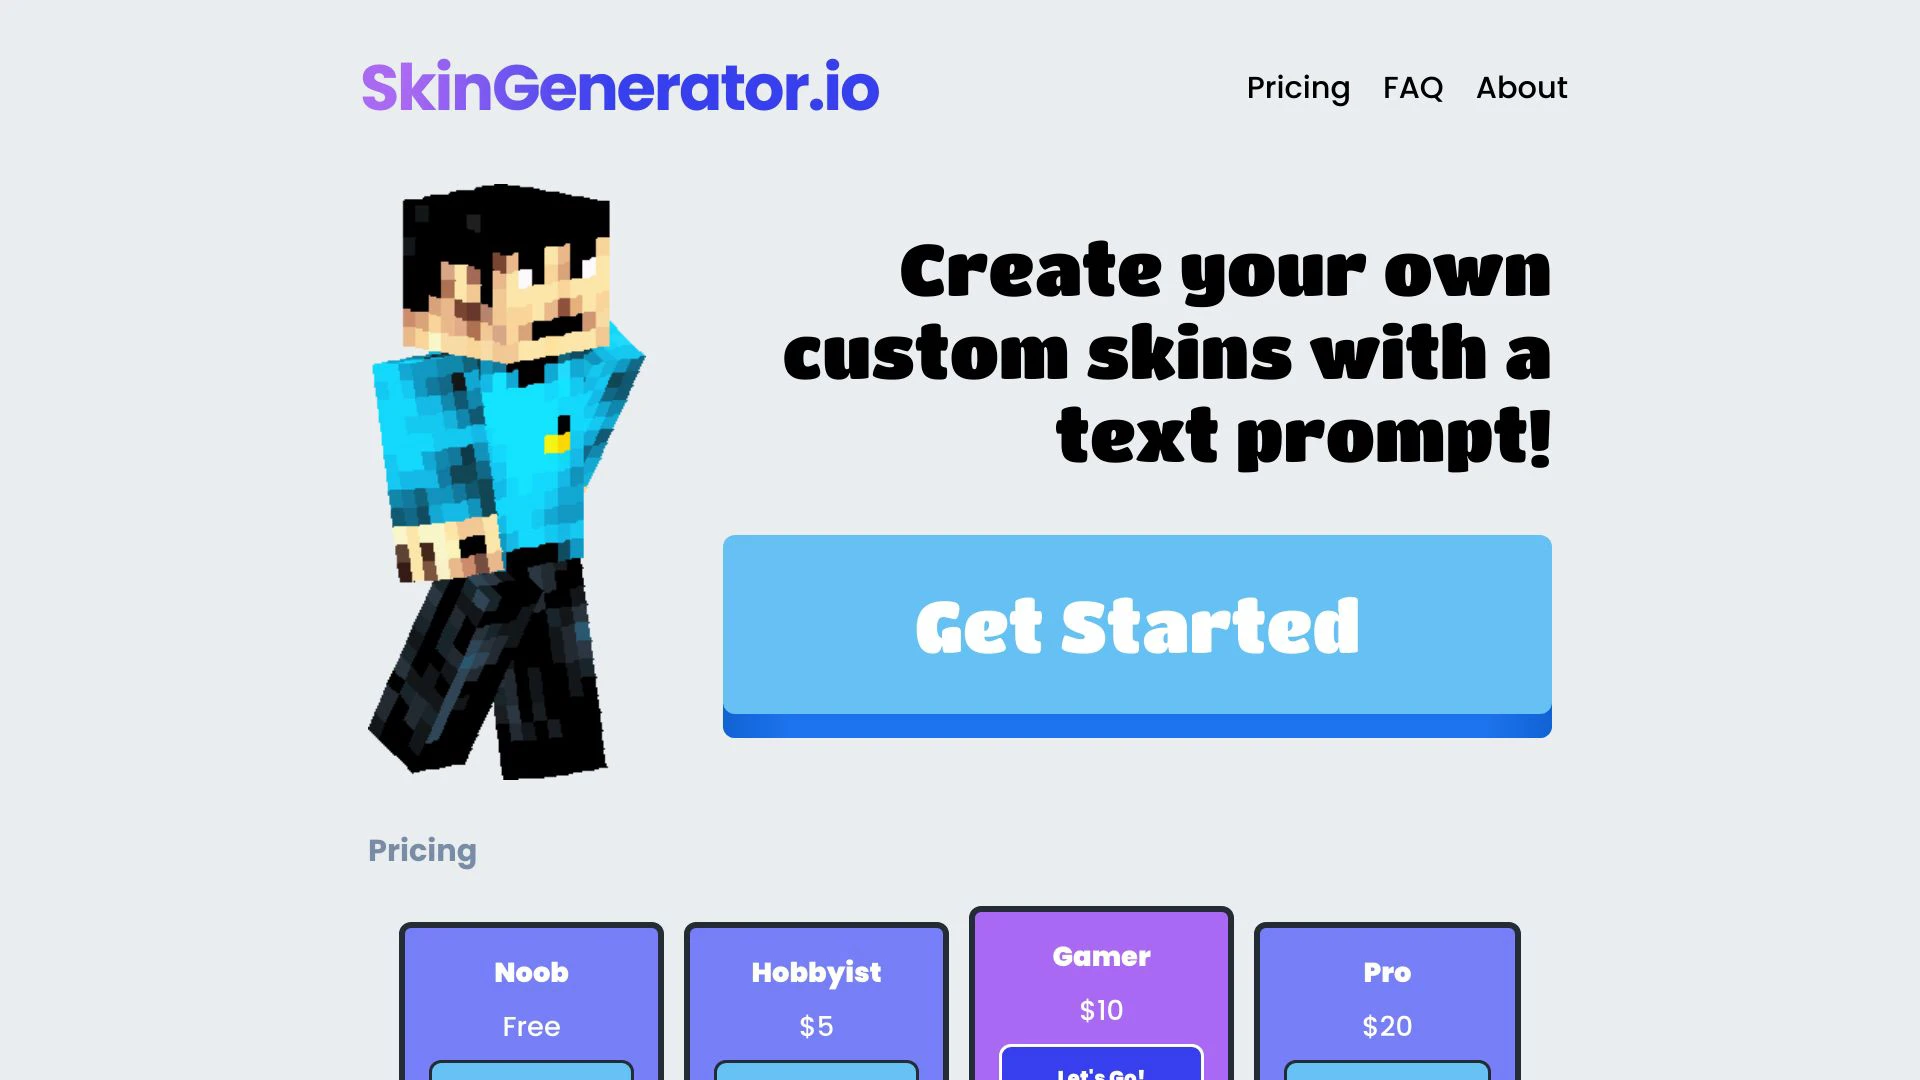 SkinGenerator.io
Pricing FAQ About
Create your own
custom skins with a
text prompt!
Get Started
Pricing
Noob
Free
Hobbyist
$5
Gamer
$10
Let's Go!
Pro
$20